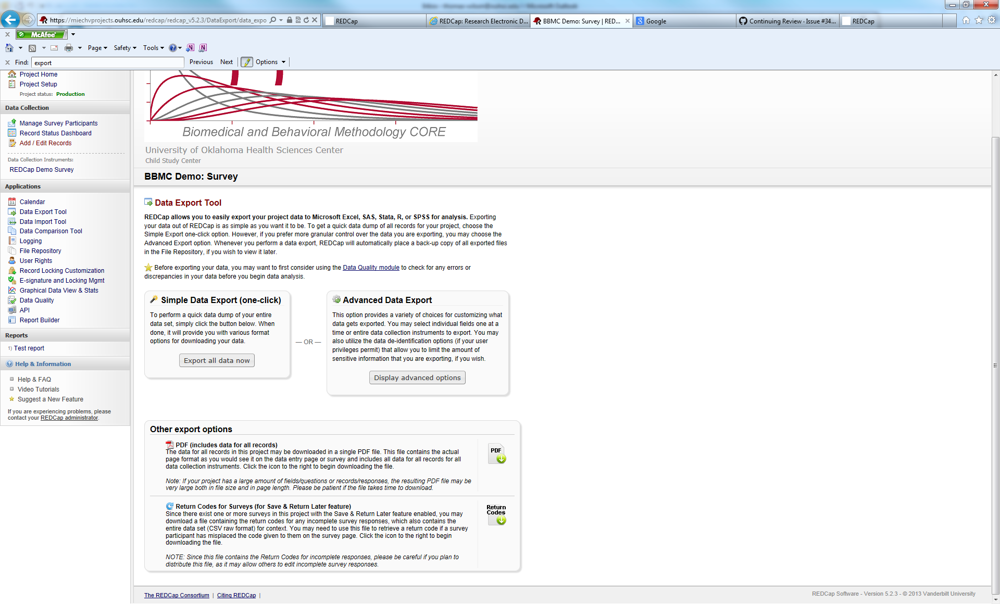 https://miechvprojects.ouhsc.edu/redcap/redcap_v5.2.3/DataExport/data_expo
REDCap
REDCap: Research Electronic D...
BBMC Demo: Survey | RED...
Google
Continuing Review · Issue #34...
REDCap
McAfee
Page
Safety
Tools
Find: export
Previous
Next
Options
Project Home
Project Setup
Project status: Production
Data Collection
Manage Survey Participants
Record Status Dashboard
Add / Edit Records
Data Collection Instruments:
REDCap Demo Survey
Applications
Calendar
Data Export Tool
Data Import Tool
Data Comparison Tool
Logging
File Repository
User Rights
Record Locking Customization
E-signature and Locking Mgmt
Graphical Data View & Stats
Data Quality
API
Report Builder
Reports
1) Test report
Help & Information
Help & FAQ
Video Tutorials
Suggest a New Feature
If you are experiencing problems, please
contact your REDCap administrator.
Biomedical and Behavioral Methodology CORE
University of Oklahoma Health Sciences Center
Child Study Center
BBMC Demo: Survey
Data Export Tool
REDCap allows you to easily export your project data to Microsoft Excel, SAS, Stata, R, or SPSS for analysis. Exporting
your data out of REDCap is as simple as you want it to be. To get a quick data dump of all records for your project, choose the
Simple Export one-click option. However, if you prefer more granular control over the data you are exporting, you may choose the
Advanced Export option. Whenever you perform a data export, REDCap will automatically place a back-up copy of all exported files
in the File Repository, if you wish to view it later.
Before exporting your data, you may want to first consider using the Data Quality module to check for any errors or
discrepancies in your data before you begin data analysis.
Simple Data Export (one-click)
To perform a quick data dump of your entire
data set, simply click the button below. When
done, it will provide you with various format
options for downloading your data.
Export all data now
— OR —
Advanced Data Export
This option provides a variety of choices for customizing what
data gets exported. You may select individual fields one at a
time or entire data collection instruments to export. You may
also utilize the data de-identification options (if your user
privileges permit) that allow you to limit the amount of
sensitive information that you are exporting, if you wish.
Display advanced options
Other export options
PDF (includes data for all records)
The data for all records in this project may be downloaded in a single PDF file. This file contains the actual
page format as you would see it on the data entry page or survey and includes all data for all records for all
data collection instruments. Click the icon to the right to begin downloading the file.
Note: If your project has a large amount of fields/questions or records/responses, the resulting PDF file may be
very large both in file size and in page length. Please be patient if the file takes time to download.
PDF
Return Codes for Surveys (for Save & Return Later feature)
Since there exist one or more surveys in this project with the Save & Return Later feature enabled, you may
download a file containing the return codes for any incomplete survey responses, which also contains the
entire data set (CSV raw format) for context. You may need to use this file to retrieve a return code if a survey
participant has misplaced the code given to them on the survey page. Click the icon to the right to begin
downloading the file.
NOTE: Since this file contains the Return Codes for incomplete responses, please be careful if you plan to
distribute this file, as it may allow others to edit incomplete survey responses.
Return
Codes
The REDCap Consortium | Citing REDCap |
REDCap Software - Version 5.2.3 - © 2013 Vanderbilt University